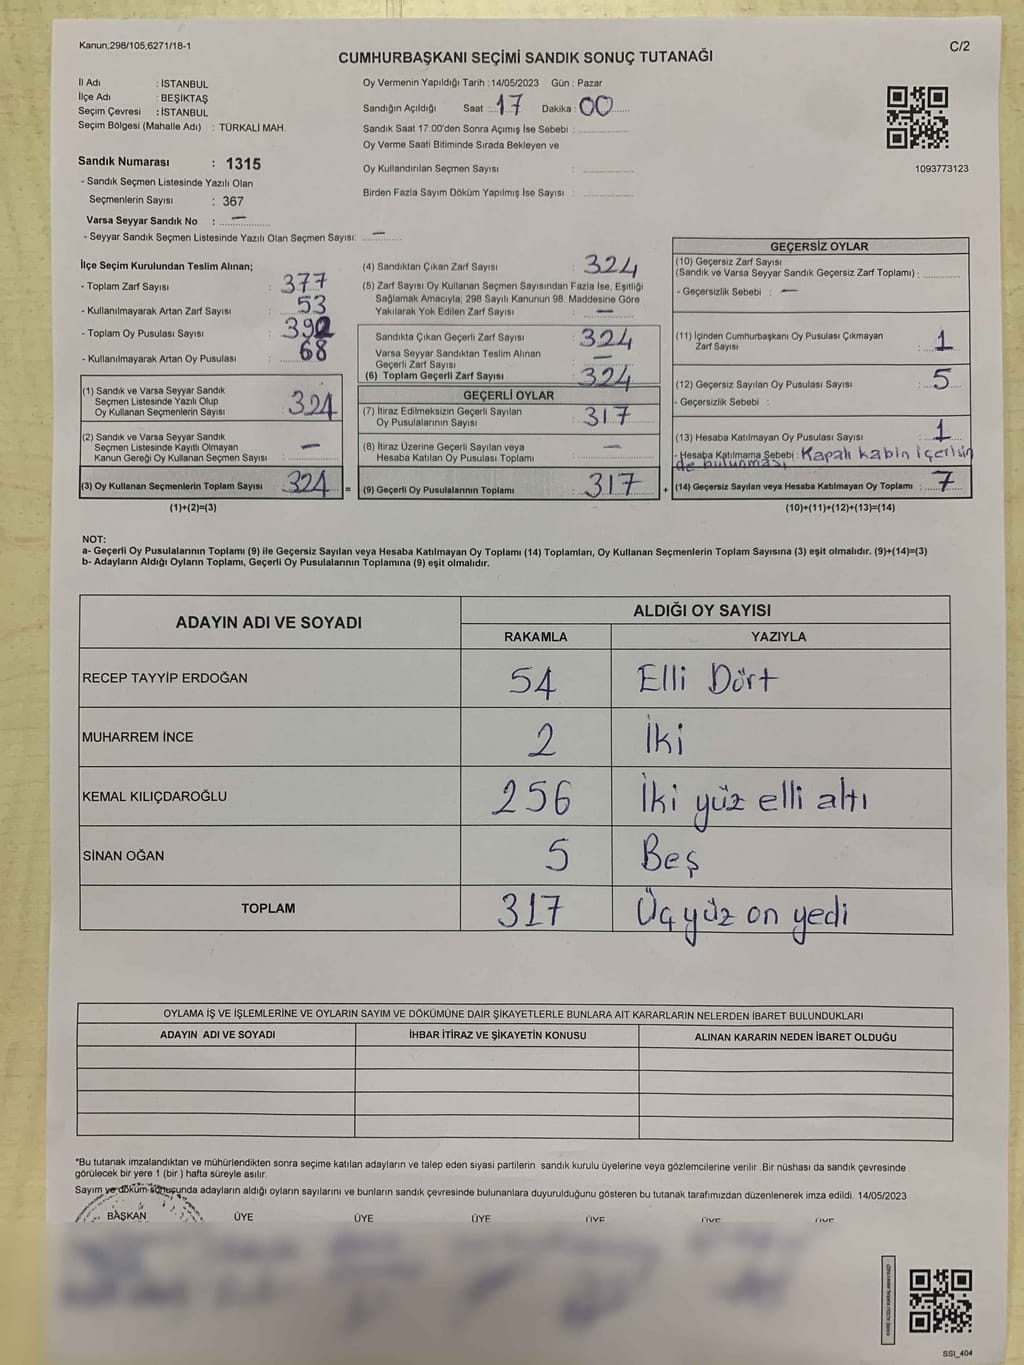 Kanun;298/105,6271/18-1
C/2
CUMHURBAŞKANI SEÇİMİ SANDIK SONUÇ TUTANAĞI
İl Adı : İSTANBUL
İlçe Adı : BEŞİKTAŞ
Seçim Çevresi : İSTANBUL
Seçim Bölgesi (Mahalle Adı) : TÜRKALİ MAH.
Oy Vermenin Yapıldığı Tarih : 14/05/2023 Gün : Pazar
Sandığın Açıldığı Saat : 17 Dakika : 00
Sandık Saat 17:00'den Sonra Açımış İse Sebebi :
Oy Verme Saati Bitiminde Sırada Bekleyen ve
Oy Kullandırılan Seçmen Sayısı :
Birden Fazla Sayım Döküm Yapılmış İse Sayısı :
1093773123
Sandık Numarası : 1315
- Sandık Seçmen Listesinde Yazılı Olan
Seçmenlerin Sayısı : 367
Varsa Seyyar Sandık No : —
- Seyyar Sandık Seçmen Listesinde Yazılı Olan Seçmen Sayısı: —
İlçe Seçim Kurulundan Teslim Alınan;
- Toplam Zarf Sayısı : 377
- Kullanılmayarak Artan Zarf Sayısı : 53
- Toplam Oy Pusulası Sayısı : 392
- Kullanılmayarak Artan Oy Pusulası : 68
(1) Sandık ve Varsa Seyyar Sandık
Seçmen Listesinde Yazılı Olup
Oy Kullanan Seçmenlerin Sayısı : 324
(2) Sandık ve Varsa Seyyar Sandık
Seçmen Listesinde Kayıtlı Olmayan
Kanun Gereği Oy Kullanan Seçmen Sayısı : —
(3) Oy Kullanan Seçmenlerin Toplam Sayısı : 324 =
(1)+(2)=(3)
(4) Sandıktan Çıkan Zarf Sayısı : 324
(5) Zarf Sayısı Oy Kullanan Seçmen Sayısından Fazla İse, Eşitliği
Sağlamak Amacıyla; 298 Sayılı Kanunun 98. Maddesine Göre
Yakılarak Yok Edilen Zarf Sayısı : —
Sandıkta Çıkan Geçerli Zarf Sayısı : 324
Varsa Seyyar Sandıktan Teslim Alınan
Geçerli Zarf Sayısı : —
(6) Toplam Geçerli Zarf Sayısı : 324
GEÇERLİ OYLAR
(7) İtiraz Edilmeksizin Geçerli Sayılan
Oy Pusulalarının Sayısı : 317
(8) İtiraz Üzerine Geçerli Sayılan veya
Hesaba Katılan Oy Pusulası Toplamı : —
(9) Geçerli Oy Pusulalarının Toplamı : 317 +
GEÇERSİZ OYLAR
(10) Geçersiz Zarf Sayısı
(Sandık ve Varsa Seyyar Sandık Geçersiz Zarf Toplamı) :
- Geçersizlik Sebebi : —
(11) İçinden Cumhurbaşkanı Oy Pusulası Çıkmayan
Zarf Sayısı : 1
(12) Geçersiz Sayılan Oy Pusulası Sayısı : 5
- Geçersizlik Sebebi :
(13) Hesaba Katılmayan Oy Pusulası Sayısı : 1
- Hesaba Katılmama Sebebi : Kapalı kabin içerisin
de bulunması
(14) Geçersiz Sayılan veya Hesaba Katılmayan Oy Toplamı : 7
(10)+(11)+(12)+(13)=(14)
NOT:
a- Geçerli Oy Pusulalarının Toplamı (9) ile Geçersiz Sayılan veya Hesaba Katılmayan Oy Toplamı (14) Toplamları, Oy Kullanan Seçmenlerin Toplam Sayısına (3) eşit olmalıdır. (9)+(14)=(3)
b- Adayların Aldığı Oyların Toplamı, Geçerli Oy Pusulalarının Toplamına (9) eşit olmalıdır.
ADAYIN ADI VE SOYADI ALDIĞI OY SAYISI
RAKAMLA YAZIYLA
RECEP TAYYİP ERDOĞAN 54 Elli Dört
MUHARREM İNCE 2 İki
KEMAL KILIÇDAROĞLU 256 İki yüz elli altı
SİNAN OĞAN 5 Beş
TOPLAM 317 Üçyüz on yedi
OYLAMA İŞ VE İŞLEMLERİNE VE OYLARIN SAYIM VE DÖKÜMÜNE DAİR ŞİKAYETLERLE BUNLARA AİT KARARLARIN NELERDEN İBARET BULUNDUKLARI
ADAYIN ADI VE SOYADI İHBAR İTİRAZ VE ŞİKAYETİN KONUSU ALINAN KARARIN NEDEN İBARET OLDUĞU
*Bu tutanak imzalandıktan ve mühürlendikten sonra seçime katılan adayların ve talep eden siyasi partilerin sandık kurulu üyelerine veya gözlemcilerine verilir. Bir nüshası da sandık çevresinde
görülecek bir yere 1 (bir) hafta süreyle asılır.
Sayım ve döküm sonucunda adayların aldığı oyların sayılarını ve bunların sandık çevresinde bulunanlara duyurulduğunu gösteren bu tutanak tarafımızdan düzenlenerek imza edildi. 14/05/2023
BAŞKAN ÜYE ÜYE ÜYE ÜYE ÜYE ÜYE
SSI_404